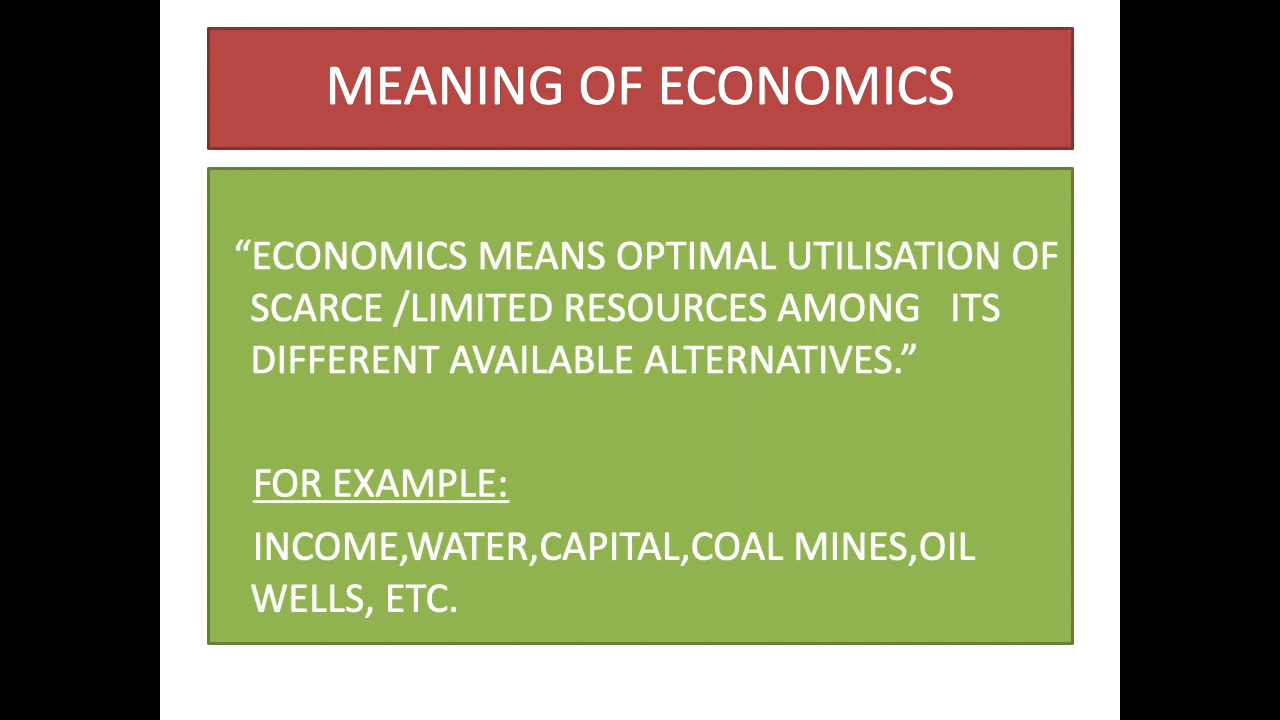 MEANING OF ECONOMICS
“ECONOMICS MEANS OPTIMAL UTILISATION OF
SCARCE /LIMITED RESOURCES AMONG   ITS
DIFFERENT AVAILABLE ALTERNATIVES.”
FOR EXAMPLE:
INCOME,WATER,CAPITAL,COAL MINES,OIL
WELLS, ETC.